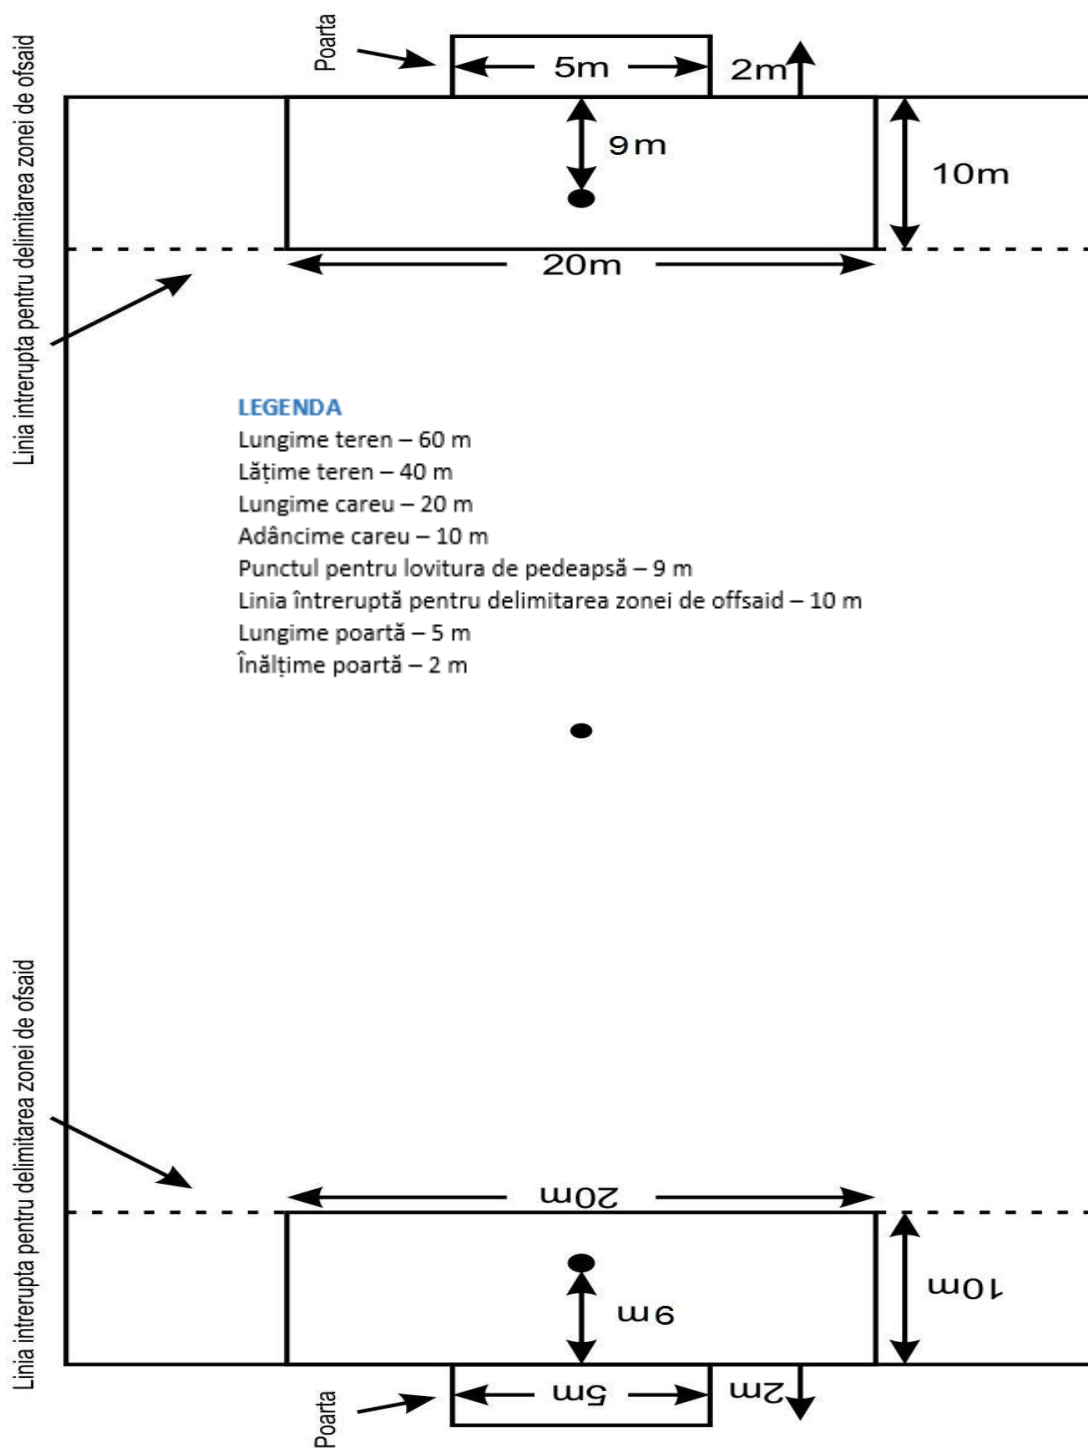 Poarta
5m
2m
Linia intrerupta pentru delimitarea zonei de ofsaid
9m
10m
20m
LEGENDA
Lungime teren – 60 m
Lățime teren – 40 m
Lungime careu – 20 m
Adâncime careu – 10 m
Punctul pentru lovitura de pedeapsă – 9 m
Linia întreruptă pentru delimitarea zonei de offsaid – 10 m
Lungime poartă – 5 m
Înălțime poartă – 2 m
Linia intrerupta pentru delimitarea zonei de ofsaid
20m
10m
9m
Poarta
5m
2m